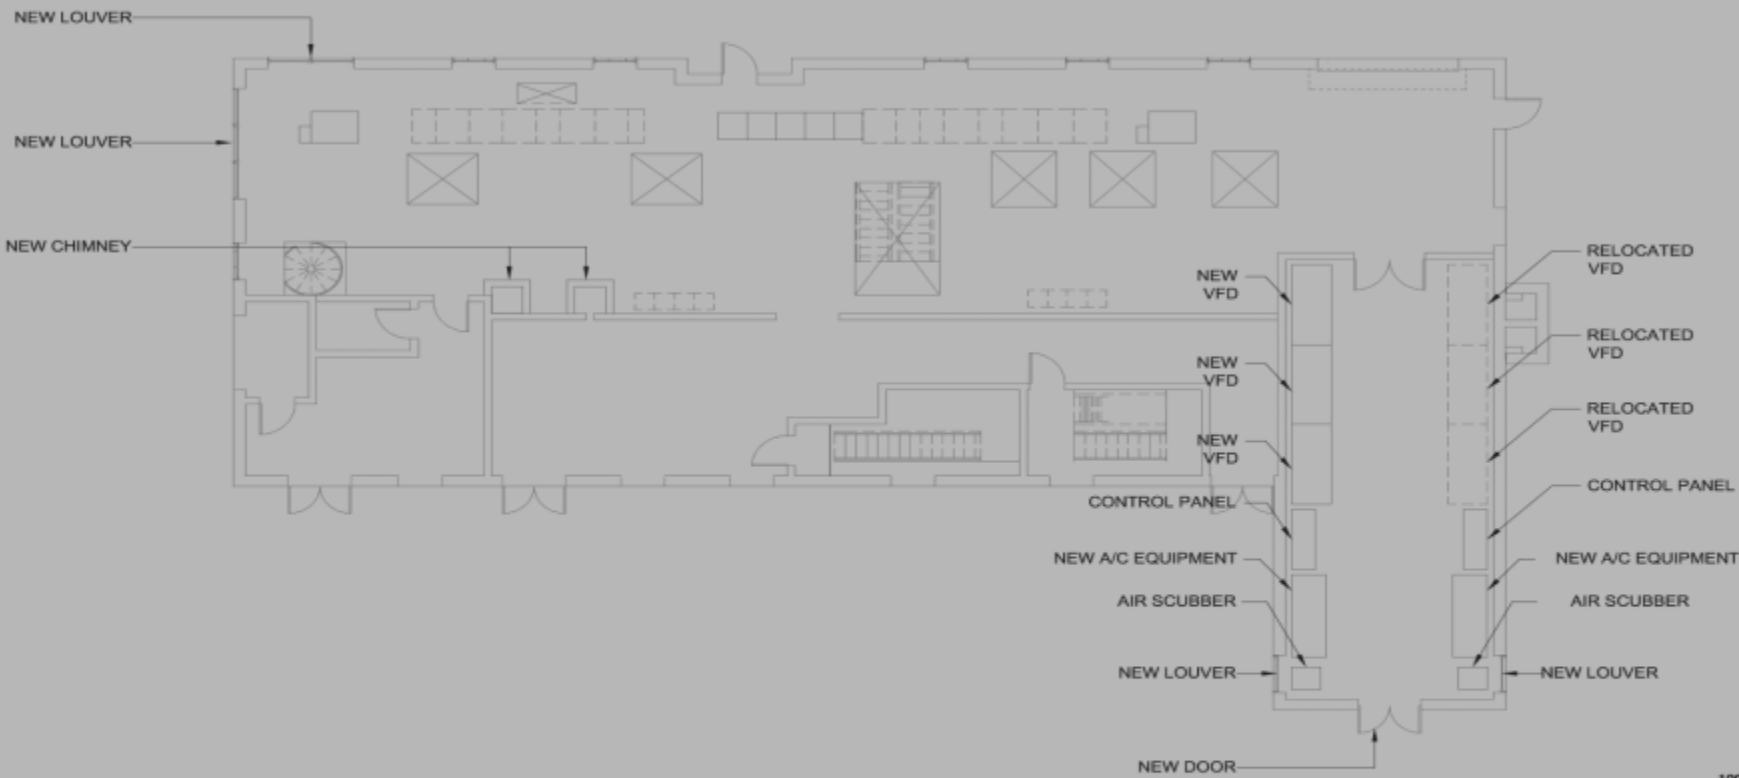 NEW LOUVER
NEW LOUVER
NEW CHIMNEY
NEW
VFD
NEW
VFD
NEW
VFD
CONTROL PANEL
NEW A/C EQUIPMENT
AIR SCUBBER
NEW LOUVER
NEW DOOR
RELOCATED
VFD
RELOCATED
VFD
RELOCATED
VFD
CONTROL PANEL
NEW A/C EQUIPMENT
AIR SCUBBER
NEW LOUVER